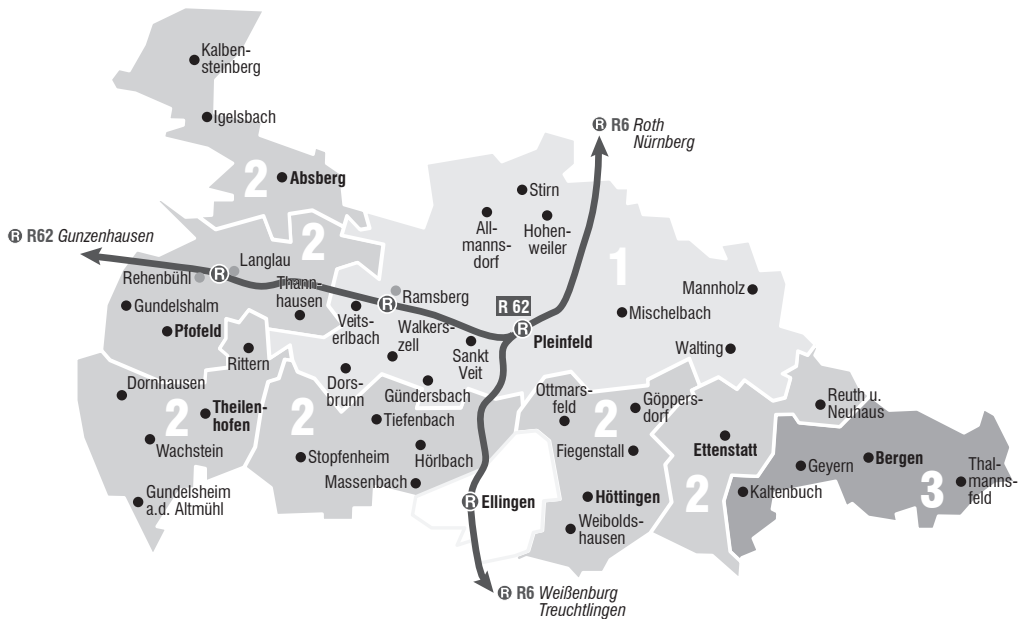 Kalben-
steinberg
Igelsbach
2
Absberg
R R6 Roth
Nürnberg
Stirn
All-
manns-
dorf
Hohen-
weiler
R R62 Gunzenhausen
2
1
Langlau
R
Rehenbühl
Thann-
hausen
Ramsberg
R
Mannholz
Gundelshalm
Pfofeld
Veits-
erlbach
Walkers-
zell
R 62
R
Pleinfeld
Mischelbach
Sankt
Veit
Walting
Rittern
Dors-
brunn
Gündersbach
Dornhausen
2
Theilen-
hofen
Wachstein
Gundelsheim
a.d. Altmühl
2
Tiefenbach
Stopfenheim
Hörlbach
Massenbach
Ottmars-
feld
2
Göppers-
dorf
Fiegenstall
Ettenstatt
Reuth u.
Neuhaus
Geyern
Bergen
Thal-
manns-
feld
3
Kaltenbuch
2
R
Ellingen
Höttingen
Weibolds-
hausen
R R6 Weißenburg
Treuchtlingen